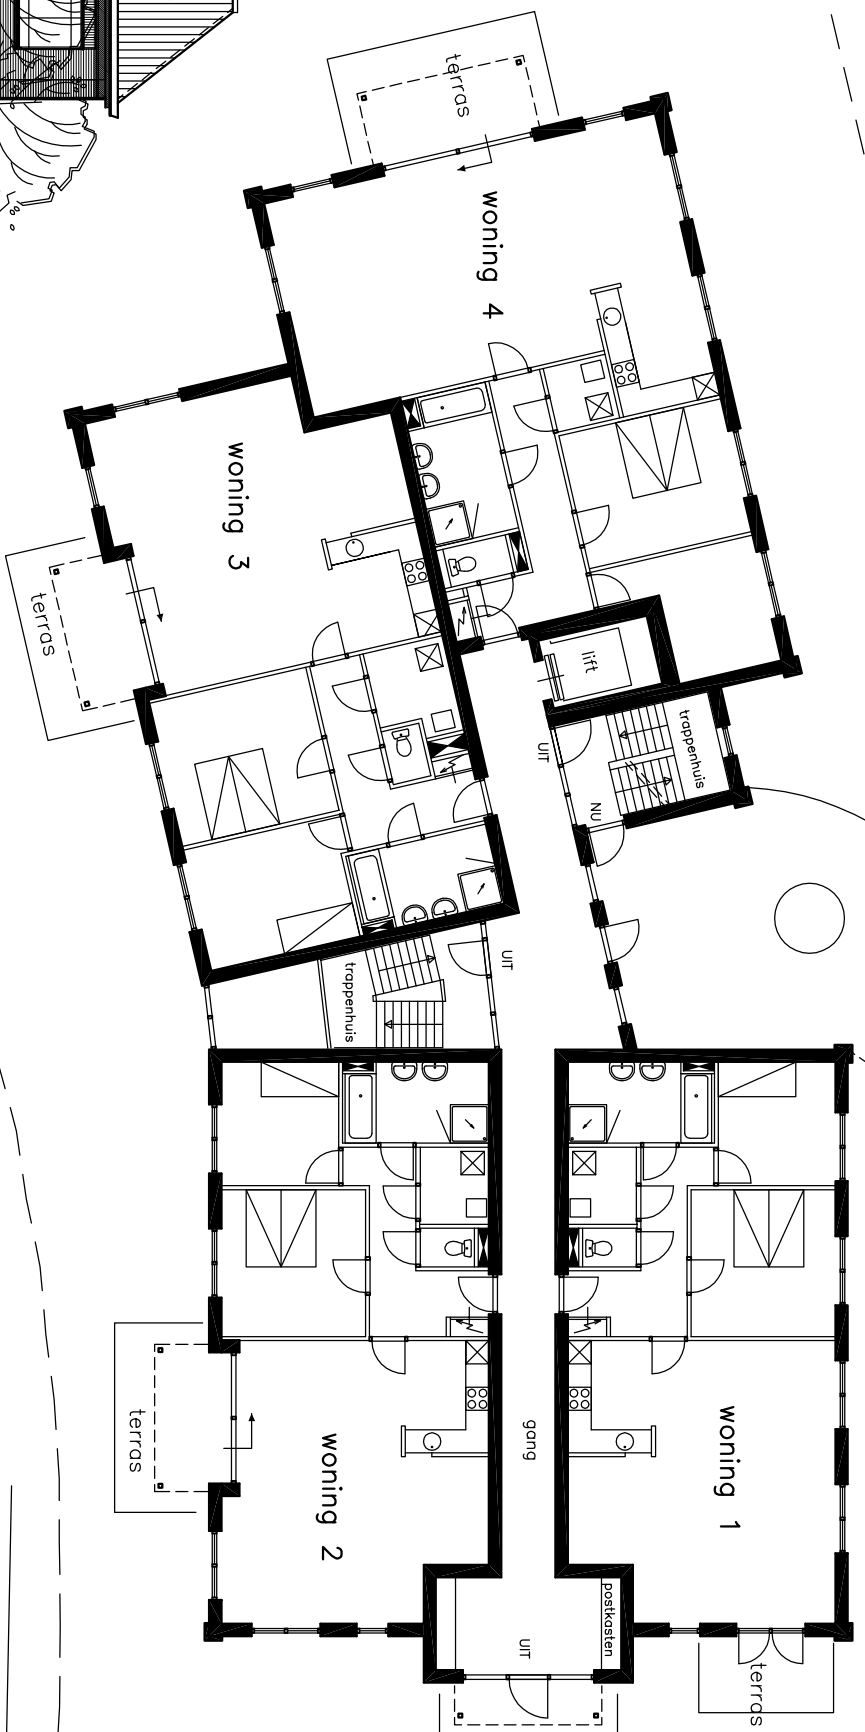 terras
woning 4
woning 3
terras
lift
trappenhuis
UIT
NU
UIT
trappenhuis
gang
woning 1
terras
woning 2
postkasten
UIT
terras